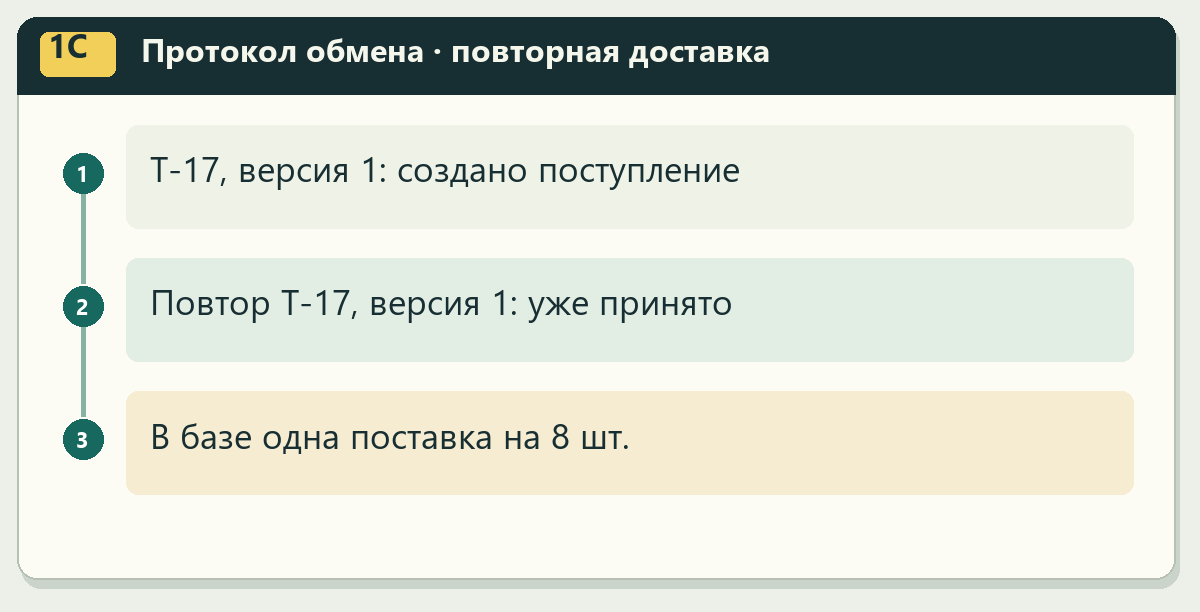 1С
Протокол обмена · повторная доставка
1
Т-17, версия 1: создано поступление
2
Повтор Т-17, версия 1: уже принято
3
В базе одна поставка на 8 шт.